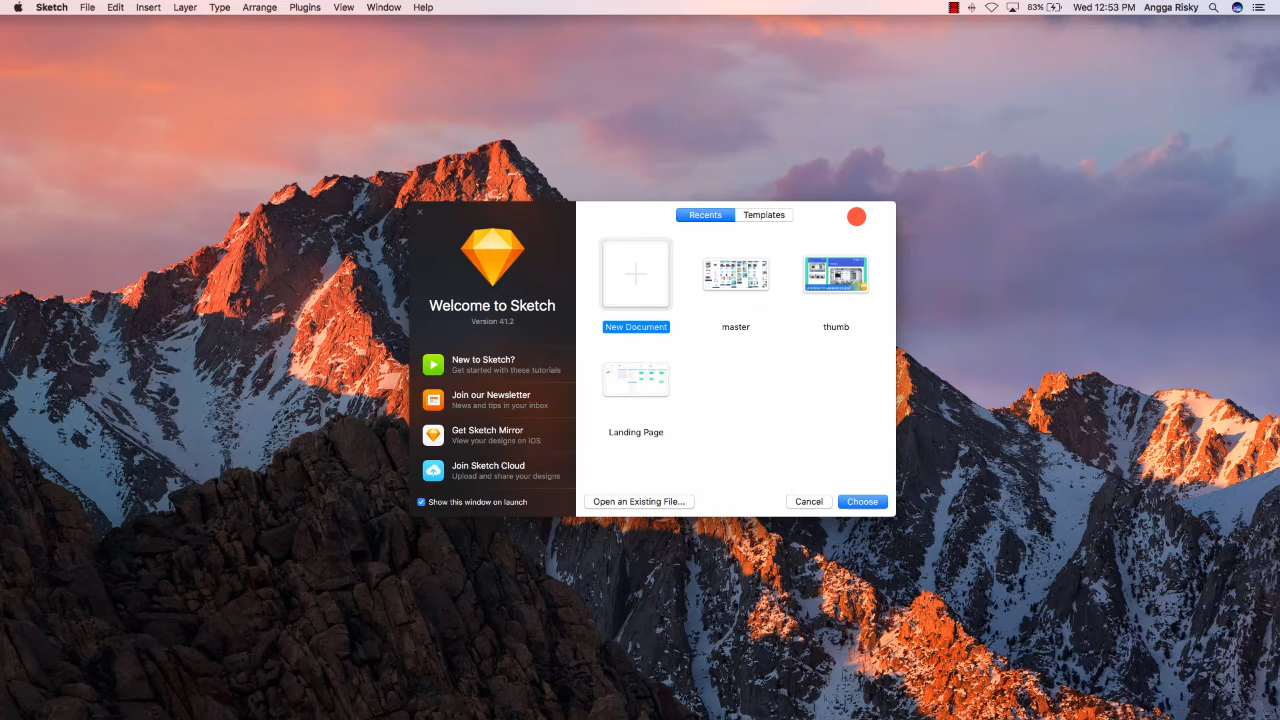 Sketch File Edit Insert Layer Type Arrange Plugins View Window Help 83% Wed 12:53 PM Angga Risky
Welcome to Sketch
Version 41.2
New to Sketch?
Get started with these tutorials
Join our Newsletter
News and tips in your inbox
Get Sketch Mirror
View your designs on iOS
Join Sketch Cloud
Upload and share your designs
Show this window on launch
Recents Templates
New Document master thumb
Landing Page
Open an Existing File... Cancel Choose